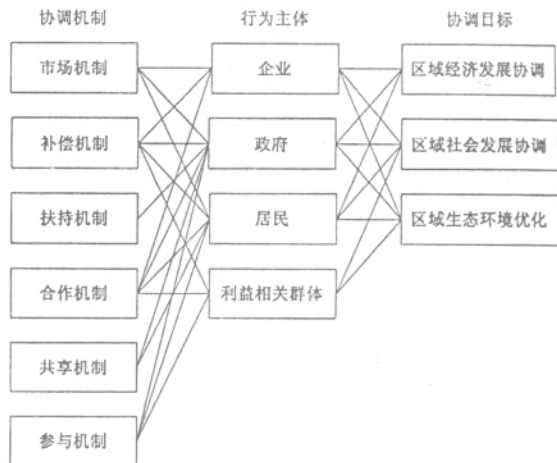 协调机制 行为主体 协调目标
市场机制 企业 区域经济发展协调
补偿机制 政府 区域社会发展协调
扶持机制 居民 区域生态环境优化
合作机制 利益相关群体
共享机制
参与机制